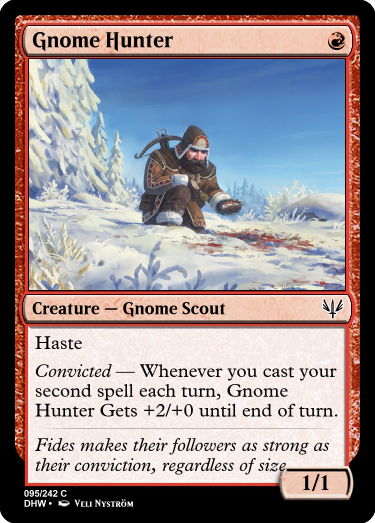 Gnome Hunter
Creature — Gnome Scout
Haste
Convicted — Whenever you cast your
second spell each turn, Gnome
Hunter Gets +2/+0 until end of turn.
Fides makes their followers as strong as
their conviction, regardless of size.
1/1
095/242 C
DHW • Veli Nyström